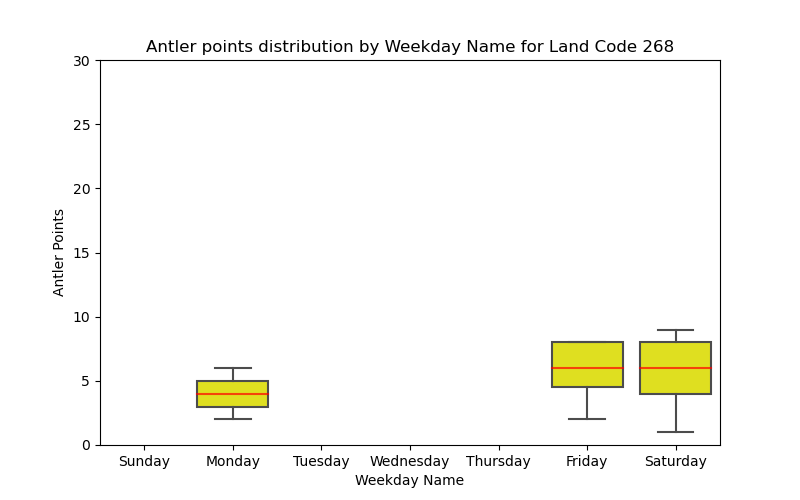 Antler points distribution by Weekday Name for Land Code 268
30
25
20
15
10
5
0
Antler Points
Sunday Monday Tuesday Wednesday Thursday Friday Saturday
Weekday Name